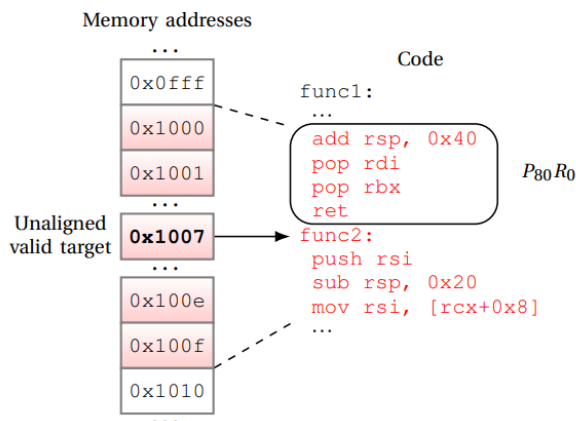 Memory addresses
...
0x0fff
0x1000
0x1001
...
Unaligned
valid target
0x1007
...
0x100e
0x100f
0x1010
...
Code
func1:
...
add rsp, 0x40
pop rdi
pop rbx
ret
P80R0
func2:
push rsi
sub rsp, 0x20
mov rsi, [rcx+0x8]
...